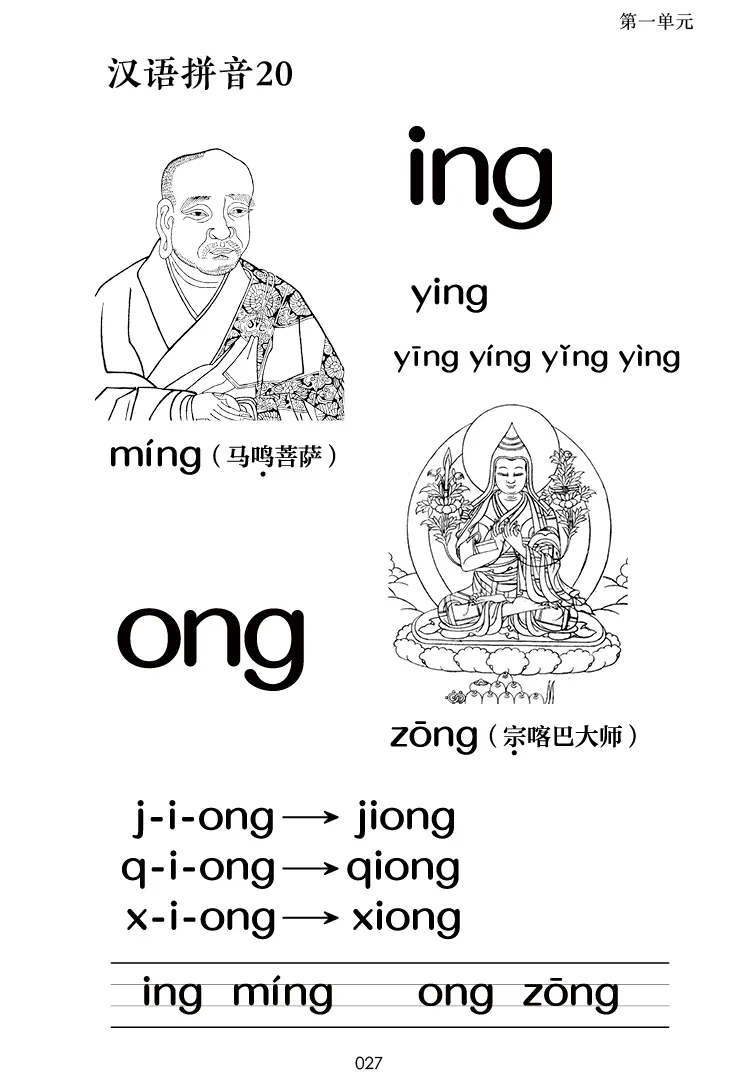 第一单元
汉语拼音20
ing
ying
yīng yíng yǐng yìng
míng（马鸣菩萨）
ong
zōng（宗喀巴大师）
j-i-ong → jiong
q-i-ong → qiong
x-i-ong → xiong
ing míng ong zōng
027